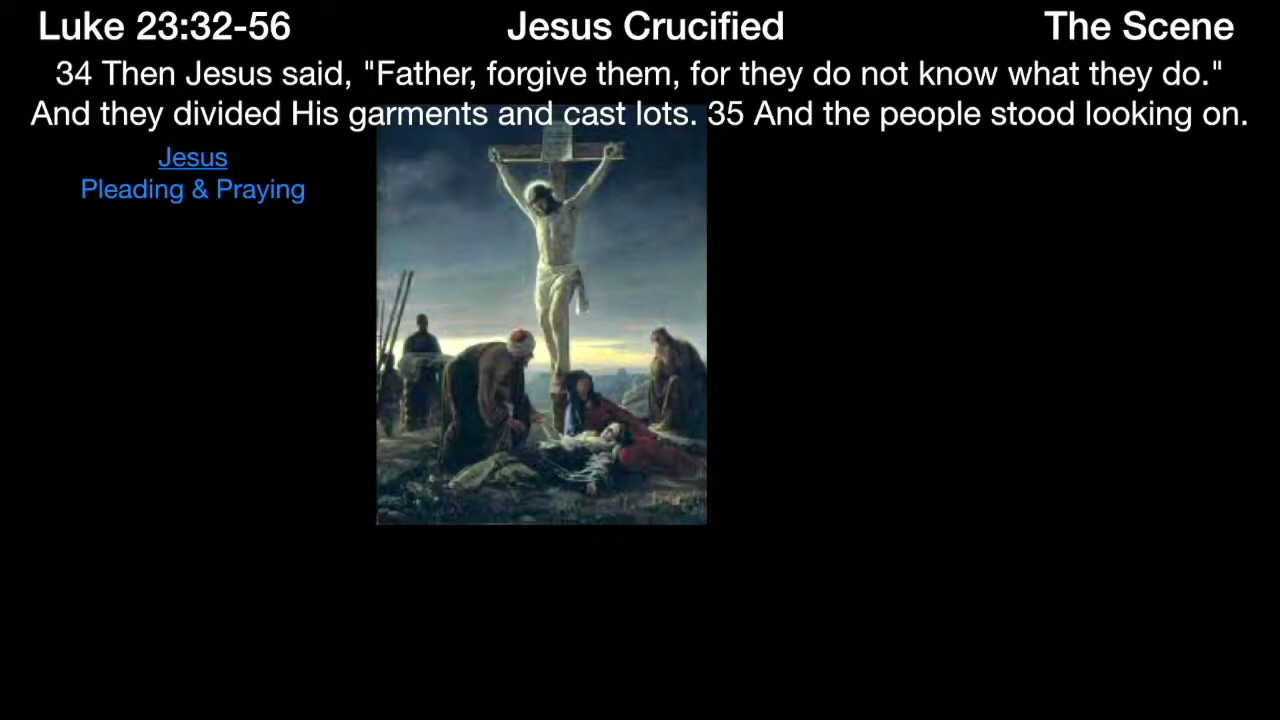 Luke 23:32-56 Jesus Crucified The Scene
34 Then Jesus said, "Father, forgive them, for they do not know what they do."
And they divided His garments and cast lots. 35 And the people stood looking on.
Jesus
Pleading & Praying